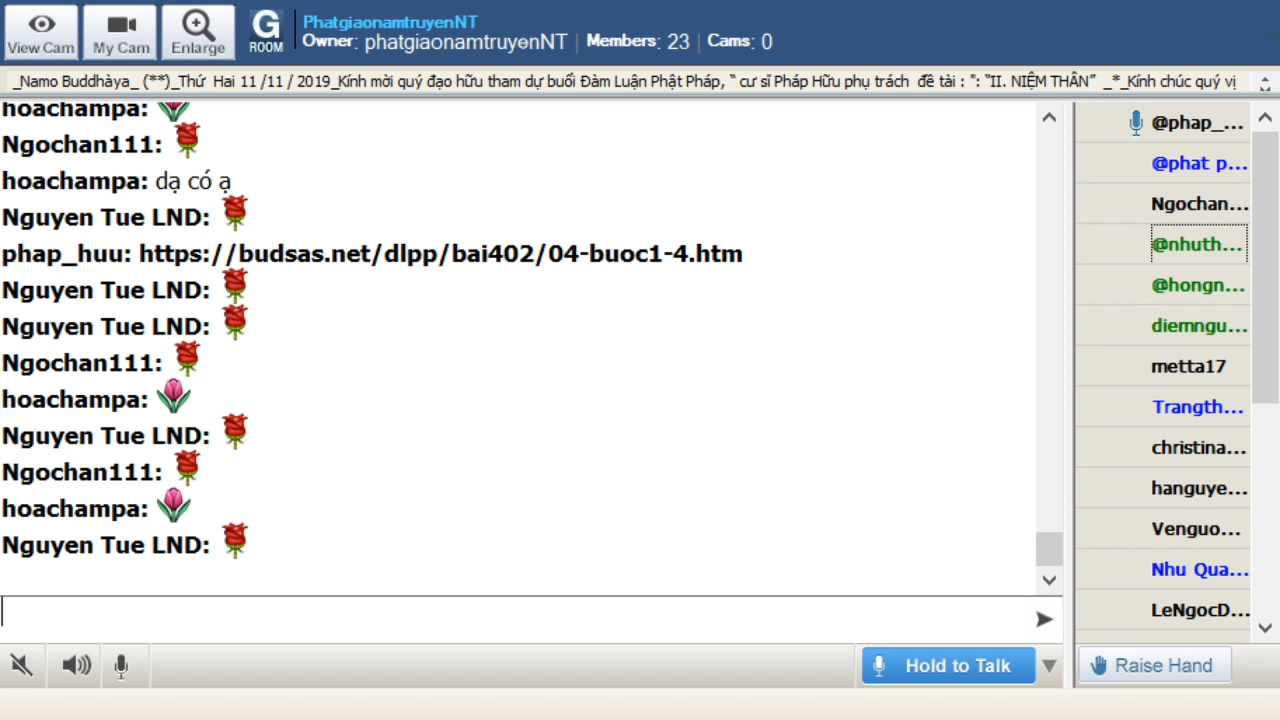 View Cam
My Cam
Enlarge
G
ROOM
PhatgiaonamtruyenNT
Owner: phatgiaonamtruyenNT | Members: 23 | Cams: 0
_Namo Buddhàya_ (**)_Thứ Hai 11 /11 / 2019_Kính mời quý đạo hữu tham dự buổi Đàm Luận Phật Pháp, “ cư sĩ Pháp Hữu phụ trách đề tài : ": “II. NIỆM THÂN” _*_Kính chúc quý vị
hoachampa:
Ngochan111:
hoachampa: dạ có ạ
Nguyen Tue LND:
phap_huu: https://budsas.net/dlpp/bai402/04-buoc1-4.htm
Nguyen Tue LND:
Nguyen Tue LND:
Ngochan111:
hoachampa:
Nguyen Tue LND:
Ngochan111:
hoachampa:
Nguyen Tue LND:
@phap_...
@phat p...
Ngochan...
@nhuth...
@hongn...
diemngu...
metta17
Trangth...
christina...
hanguye...
Venguo...
Nhu Qua...
LeNgocD...
Hold to Talk
Raise Hand